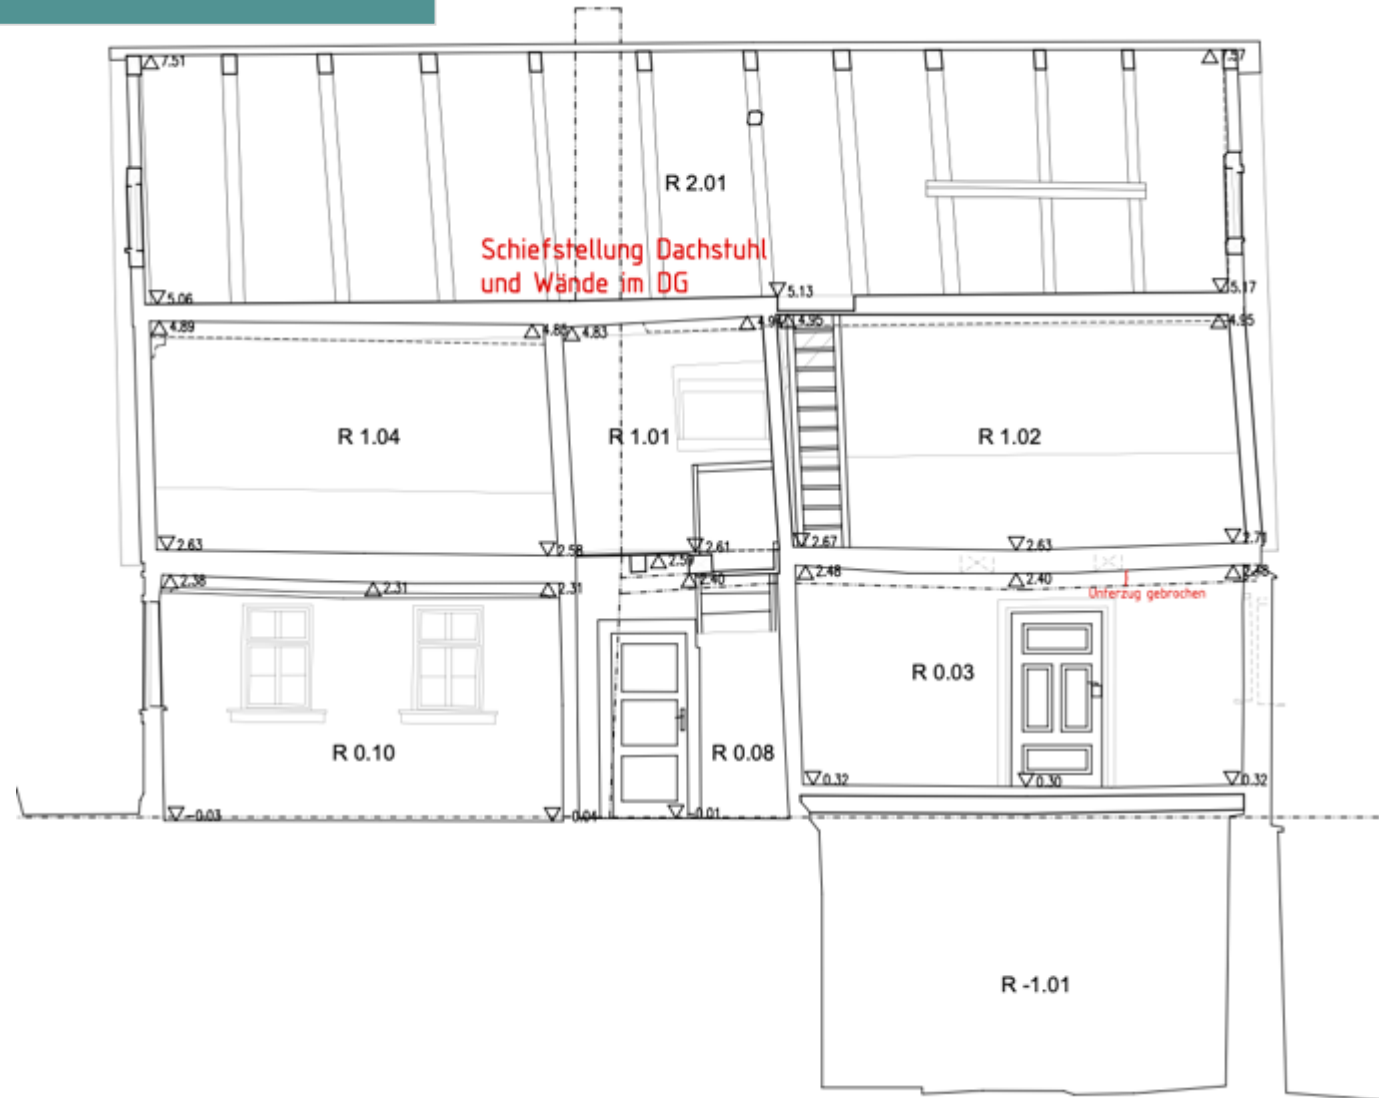 7.51
7.57
R 2.01
Schiefstellung Dachstuhl
und Wände im DG
5.06
5.13
5.17
4.89
4.83
4.95
4.95
R 1.04
R 1.01
R 1.02
2.63
2.58
2.61
2.67
2.63
2.71
2.38
2.31
2.31
2.40
2.48
2.40
2.48
Unterzug gebrochen
R 0.10
R 0.08
R 0.03
-0.03
-0.04
-0.01
0.32
0.30
0.32
R -1.01